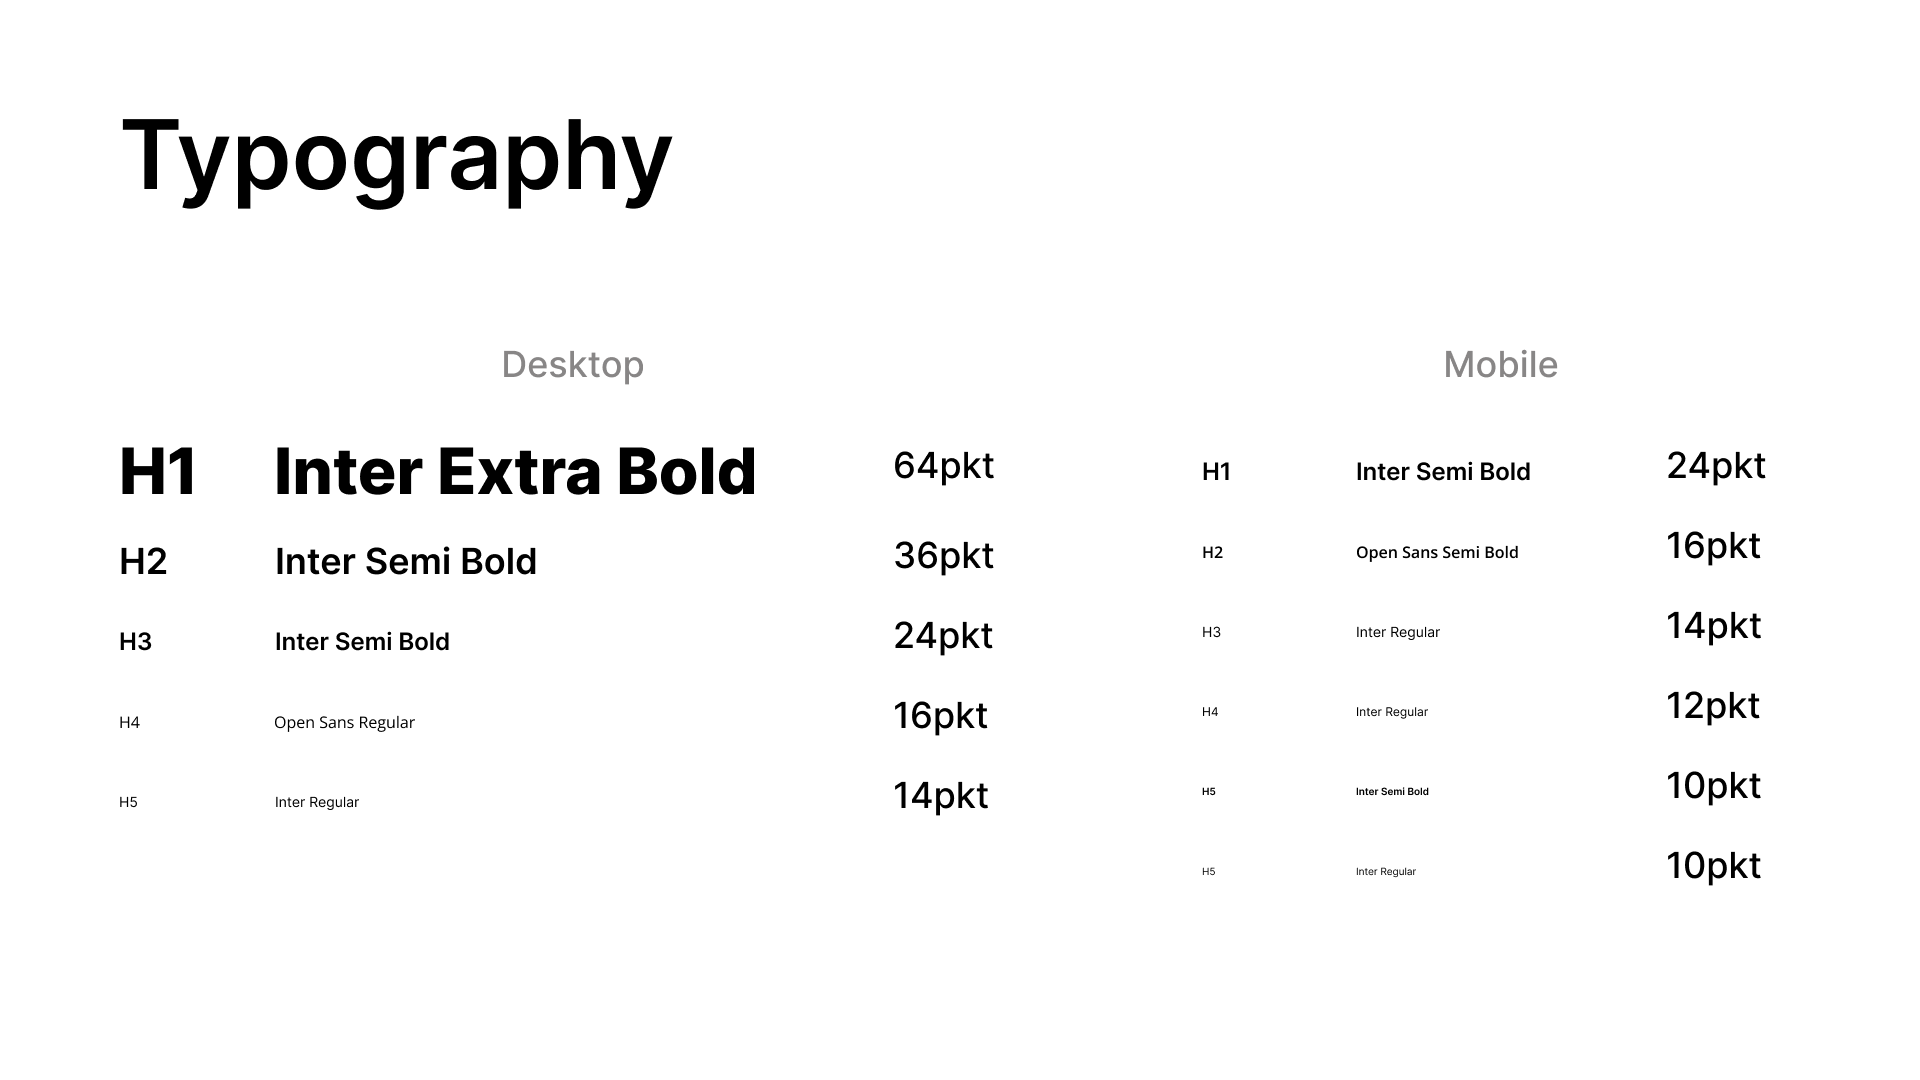 Typography
Desktop
H1 Inter Extra Bold 64pkt
H2 Inter Semi Bold 36pkt
H3 Inter Semi Bold 24pkt
H4 Open Sans Regular 16pkt
H5 Inter Regular 14pkt
Mobile
H1 Inter Semi Bold 24pkt
H2 Open Sans Semi Bold 16pkt
H3 Inter Regular 14pkt
H4 Inter Regular 12pkt
H5 Inter Semi Bold 10pkt
H5 Inter Regular 10pkt